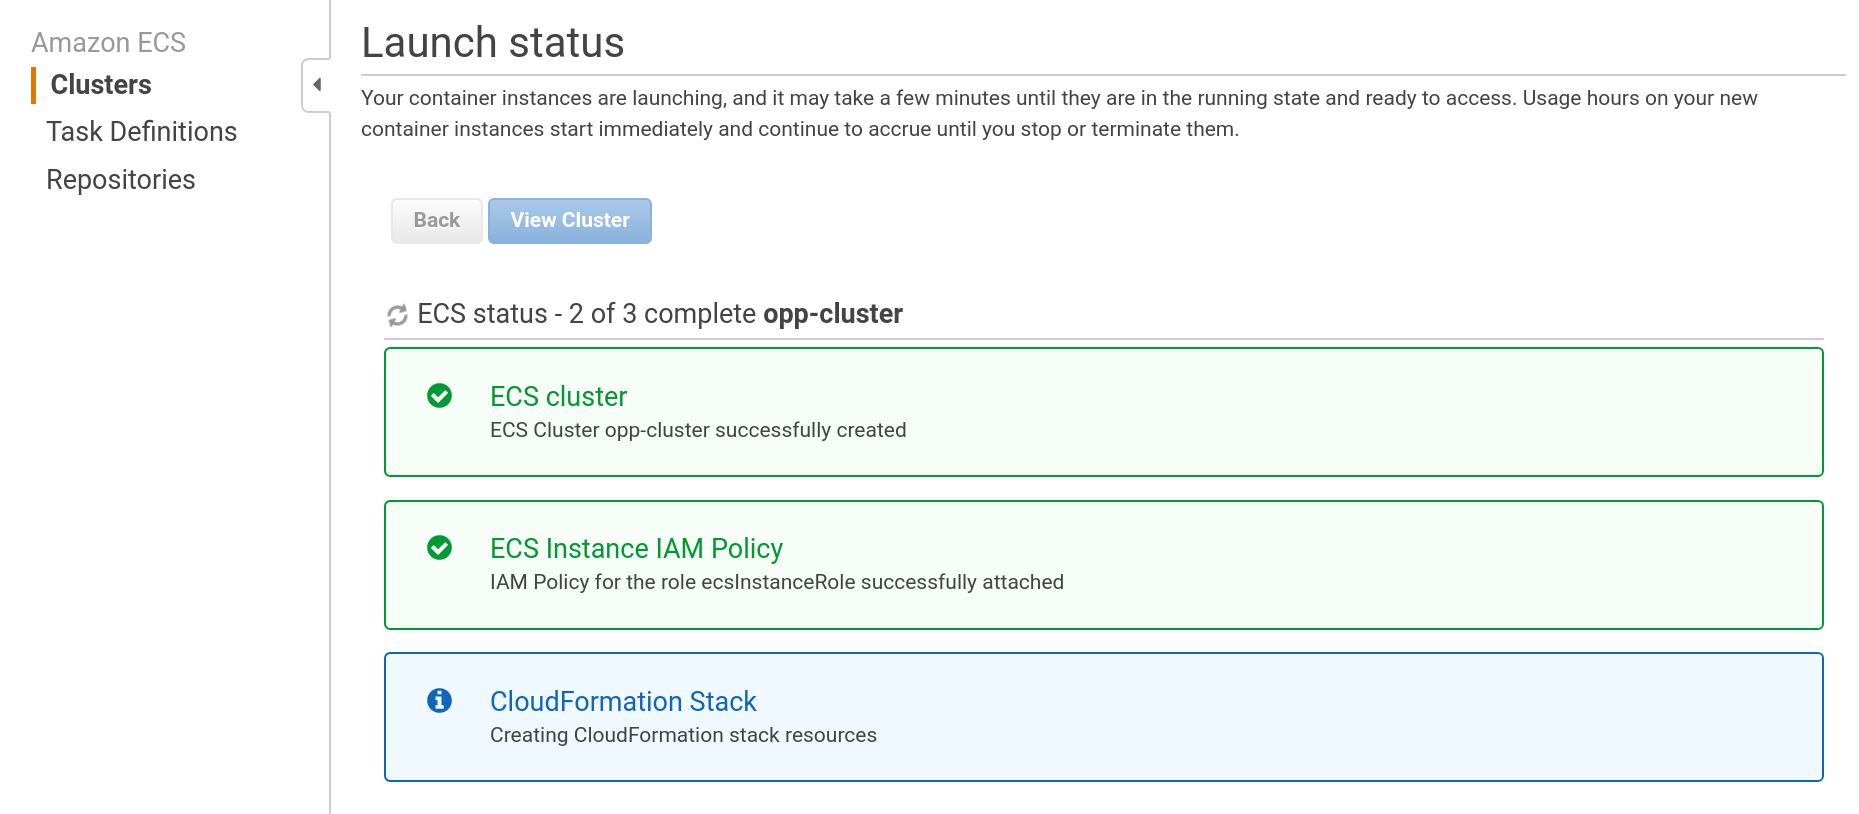 Amazon ECS
Clusters
Task Definitions
Repositories
Launch status
Your container instances are launching, and it may take a few minutes until they are in the running state and ready to access. Usage hours on your new
container instances start immediately and continue to accrue until you stop or terminate them.
Back View Cluster
ECS status - 2 of 3 complete opp-cluster
ECS cluster
ECS Cluster opp-cluster successfully created
ECS Instance IAM Policy
IAM Policy for the role ecsInstanceRole successfully attached
CloudFormation Stack
Creating CloudFormation stack resources